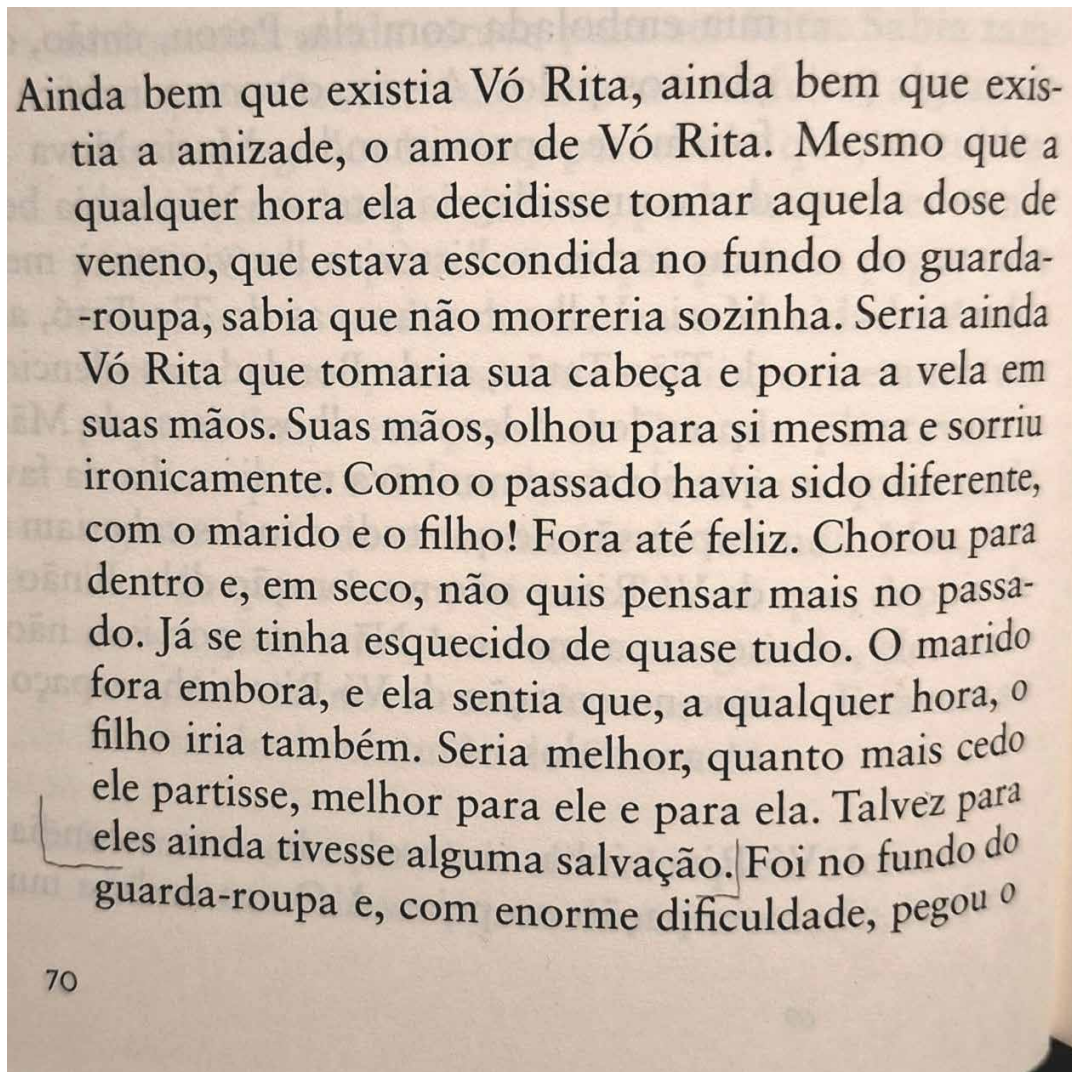 Ainda bem que existia Vó Rita, ainda bem que exis-
tia a amizade, o amor de Vó Rita. Mesmo que a
qualquer hora ela decidisse tomar aquela dose de
veneno, que estava escondida no fundo do guarda-
-roupa, sabia que não morreria sozinha. Seria ainda
Vó Rita que tomaria sua cabeça e poria a vela em
suas mãos. Suas mãos, olhou para si mesma e sorriu
ironicamente. Como o passado havia sido diferente,
com o marido e o filho! Fora até feliz. Chorou para
dentro e, em seco, não quis pensar mais no passa-
do. Já se tinha esquecido de quase tudo. O marido
fora embora, e ela sentia que, a qualquer hora, o
filho iria também. Seria melhor, quanto mais cedo
ele partisse, melhor para ele e para ela. Talvez para
eles ainda tivesse alguma salvação. Foi no fundo do
guarda-roupa e, com enorme dificuldade, pegou o
70